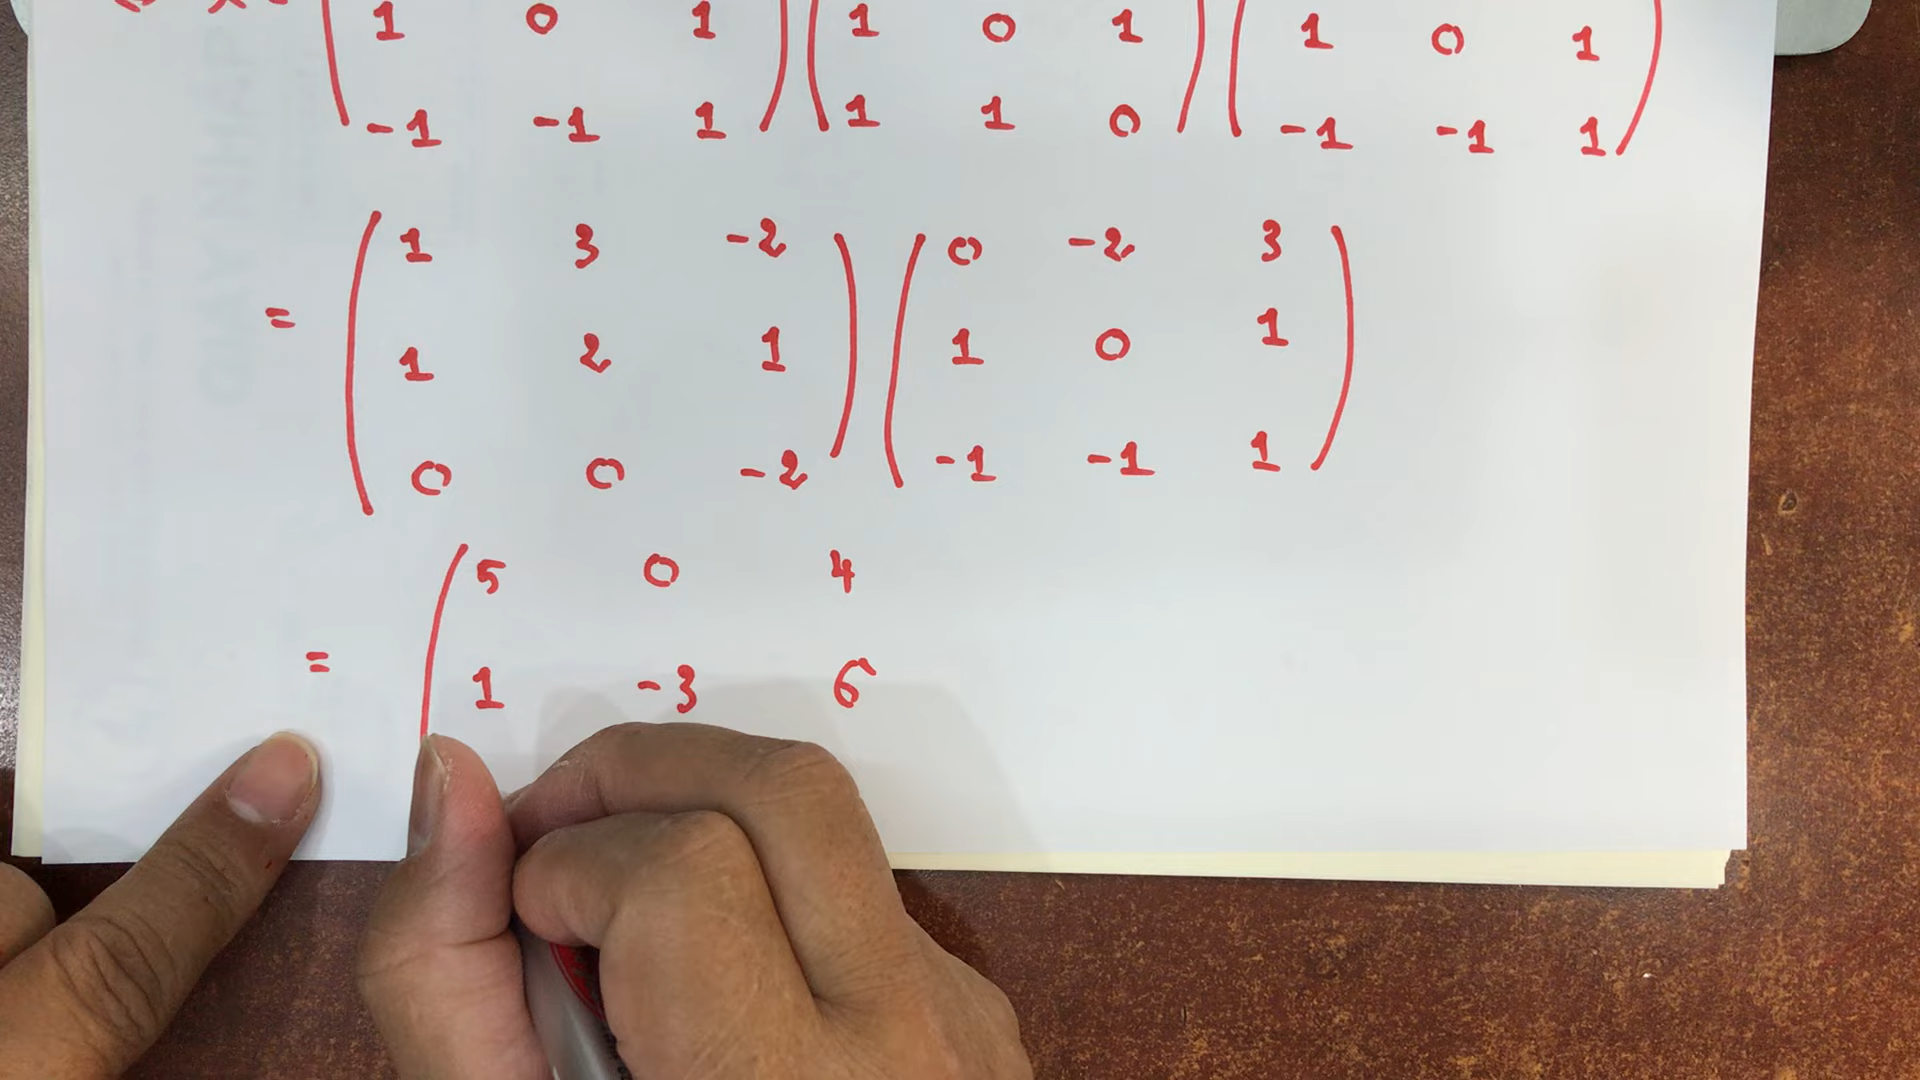 1 0 1 1 0 1 1 0 1
-1 -1 1 1 1 0 -1 -1 1
1 3 -2 0 -2 3
= 1 2 1 1 0 1
0 0 -2 -1 -1 1
5 0 4
= 1 -3 6